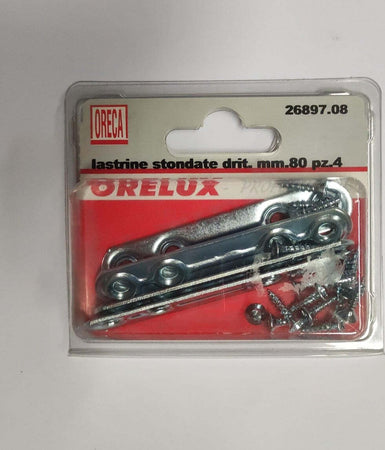 ORECA
26897.08
lastrine stondate drit. mm.80 pz.4
ORELUX